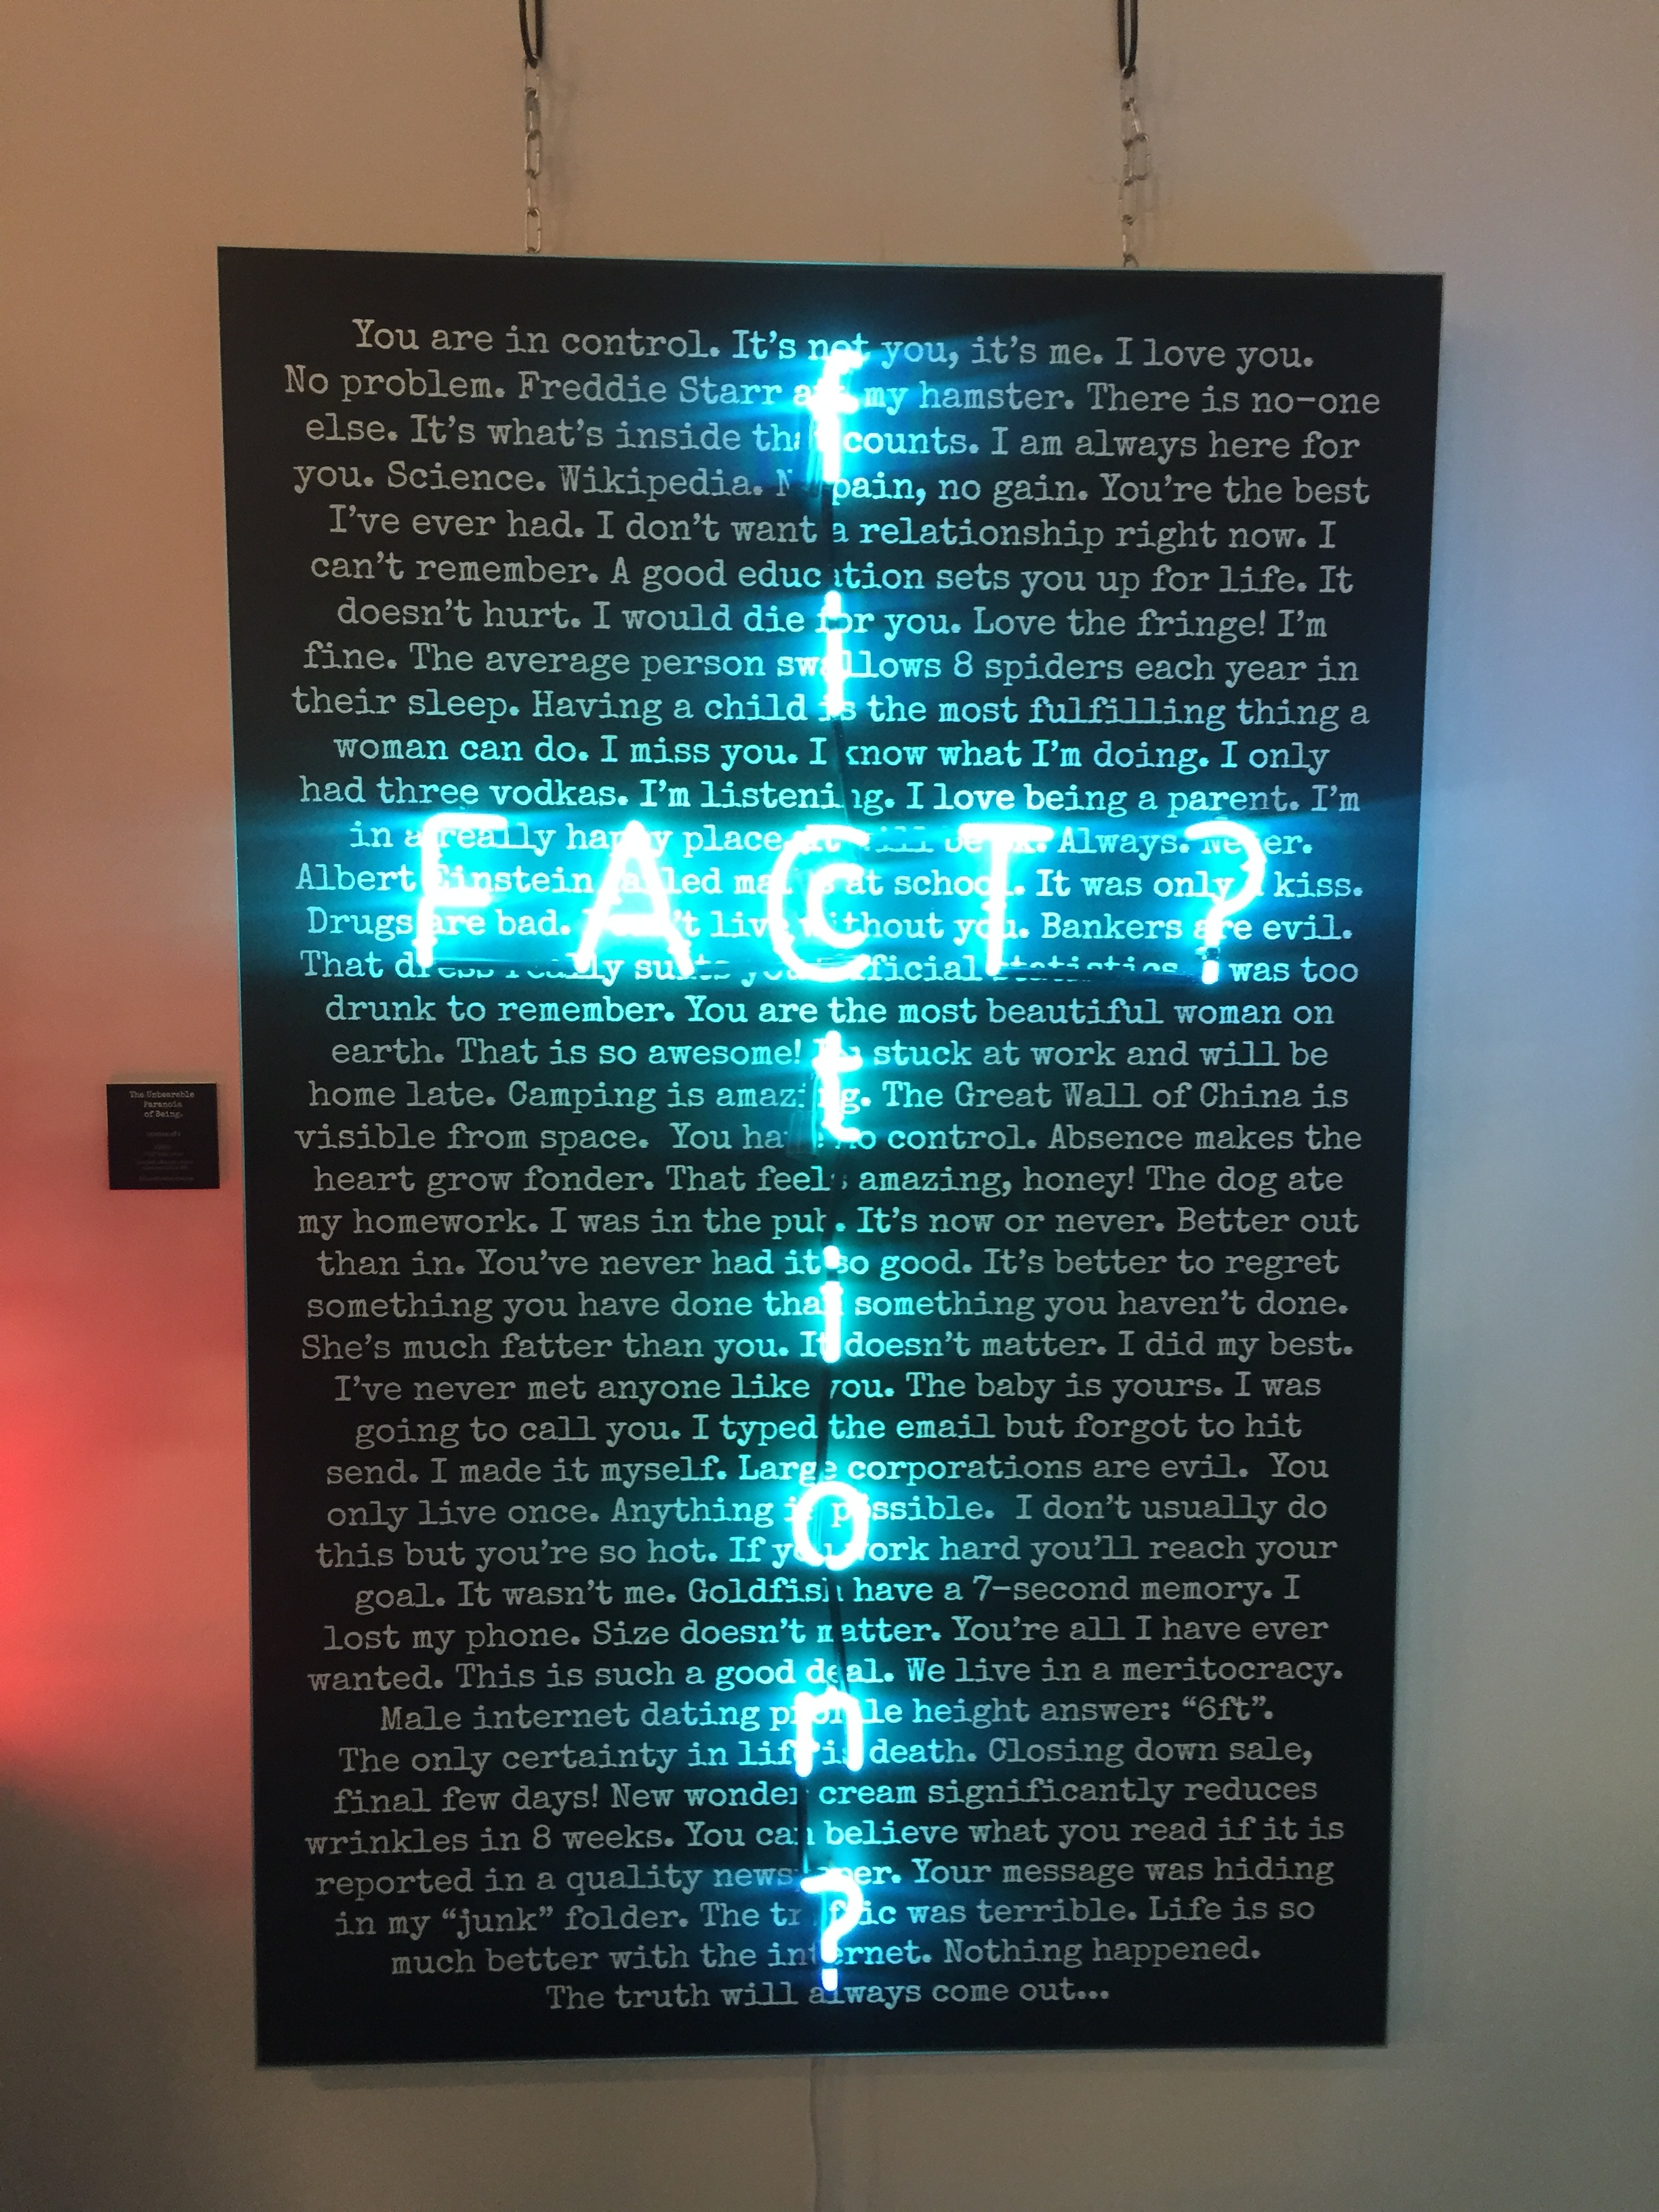 You are in control. It's not you, it's me. I love you.
No problem. Freddie Starr my hamster. There is no-one
else. It's what's inside that counts. I am always here for
you. Science. Wikipedia. No pain, no gain. You're the best
I've ever had. I don't want a relationship right now. I
can't remember. A good education sets you up for life. It
doesn't hurt. I would die for you. Love the fringe! I'm
fine. The average person swallows 8 spiders each year in
their sleep. Having a child is the most fulfilling thing a
woman can do. I miss you. I know what I'm doing. I only
had three vodkas. I'm listening. I love being a parent. I'm
in a really happy place. It will be ok. Always. Never.
FACT?
Albert Einstein failed maths at school. It was only a kiss.
Drugs are bad. I can't live without you. Bankers are evil.
That dress really suits you. Official statistics. I was too
drunk to remember. You are the most beautiful woman on
earth. That is so awesome! I'm stuck at work and will be
home late. Camping is amazing. The Great Wall of China is
visible from space. You have no control. Absence makes the
heart grow fonder. That feels amazing, honey! The dog ate
my homework. I was in the pub. It's now or never. Better out
than in. You've never had it so good. It's better to regret
something you have done than something you haven't done.
She's much fatter than you. It doesn't matter. I did my best.
I've never met anyone like you. The baby is yours. I was
going to call you. I typed the email but forgot to hit
send. I made it myself. Large corporations are evil. You
only live once. Anything is possible. I don't usually do
this but you're so hot. If you work hard you'll reach your
goal. It wasn't me. Goldfish have a 7-second memory. I
lost my phone. Size doesn't matter. You're all I have ever
wanted. This is such a good deal. We live in a meritocracy.
Male internet dating profile height answer: “6ft”.
The only certainty in life is death. Closing down sale,
final few days! New wonder cream significantly reduces
wrinkles in 8 weeks. You can believe what you read if it is
reported in a quality newspaper. Your message was hiding
in my “junk” folder. The traffic was terrible. Life is so
much better with the internet. Nothing happened.
The truth will always come out...
fiction?
The Unbearable
Paranoia
of Being.